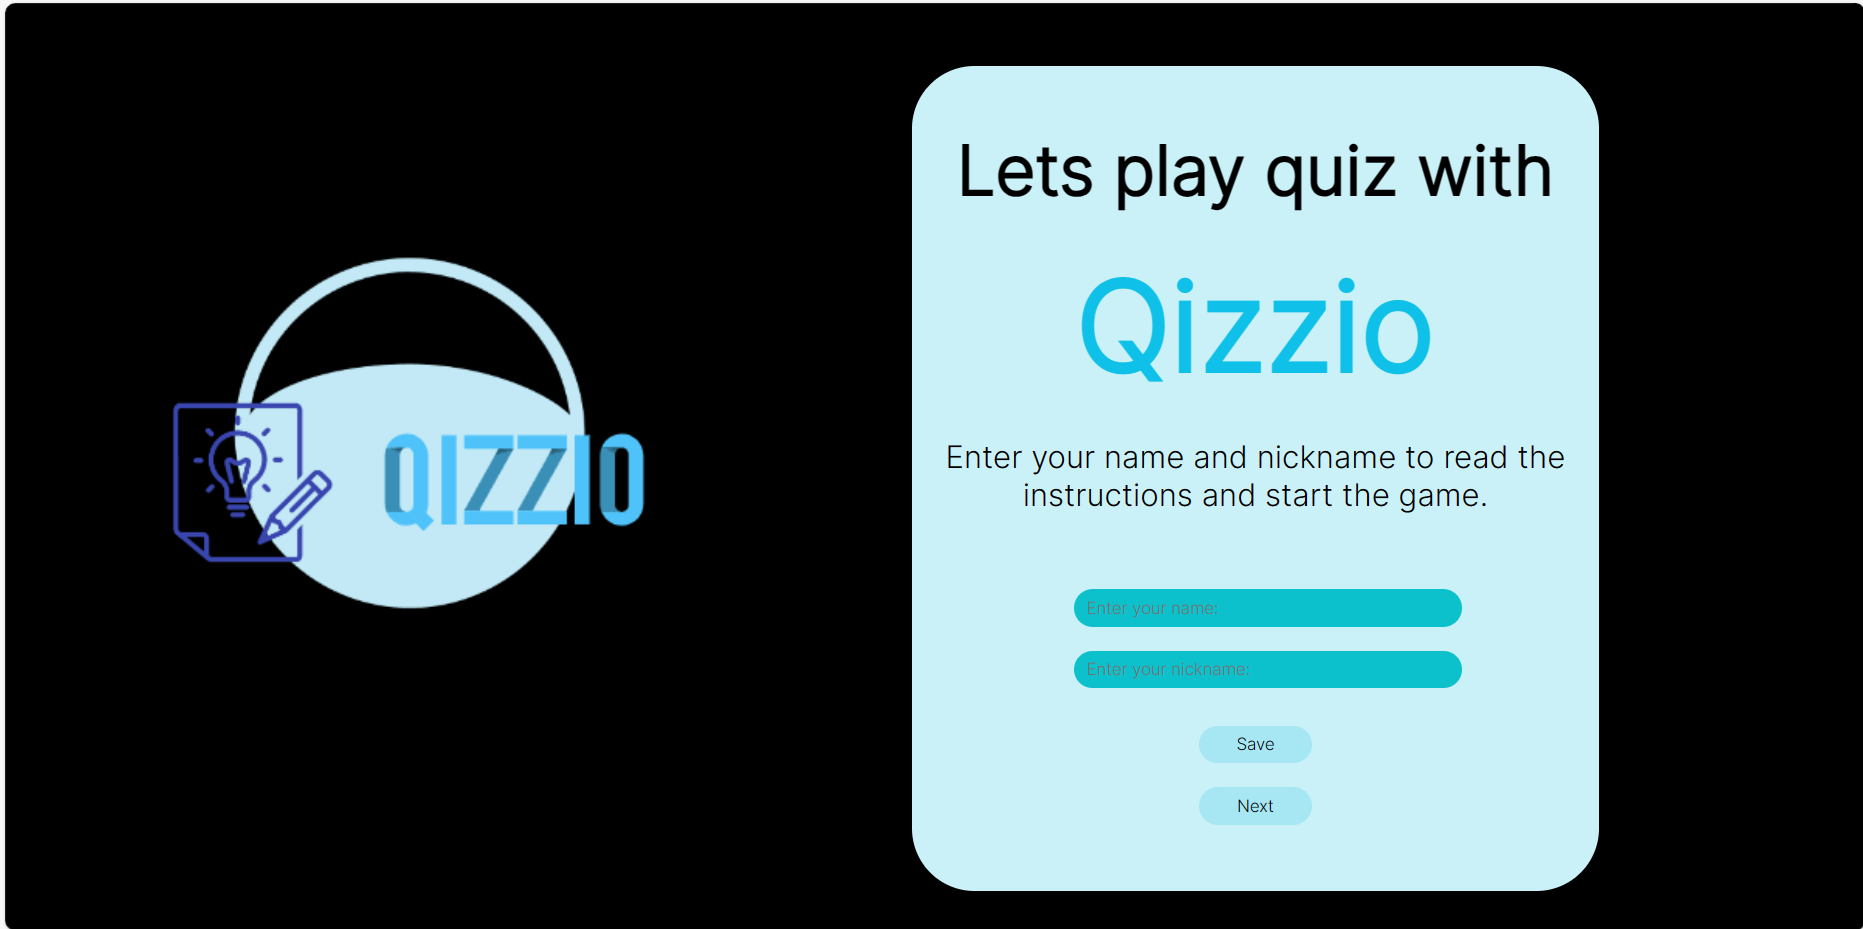 QIZZIO
Lets play quiz with
Qizzio
Enter your name and nickname to read the
instructions and start the game.
Enter your name:
Enter your nickname:
Save
Next